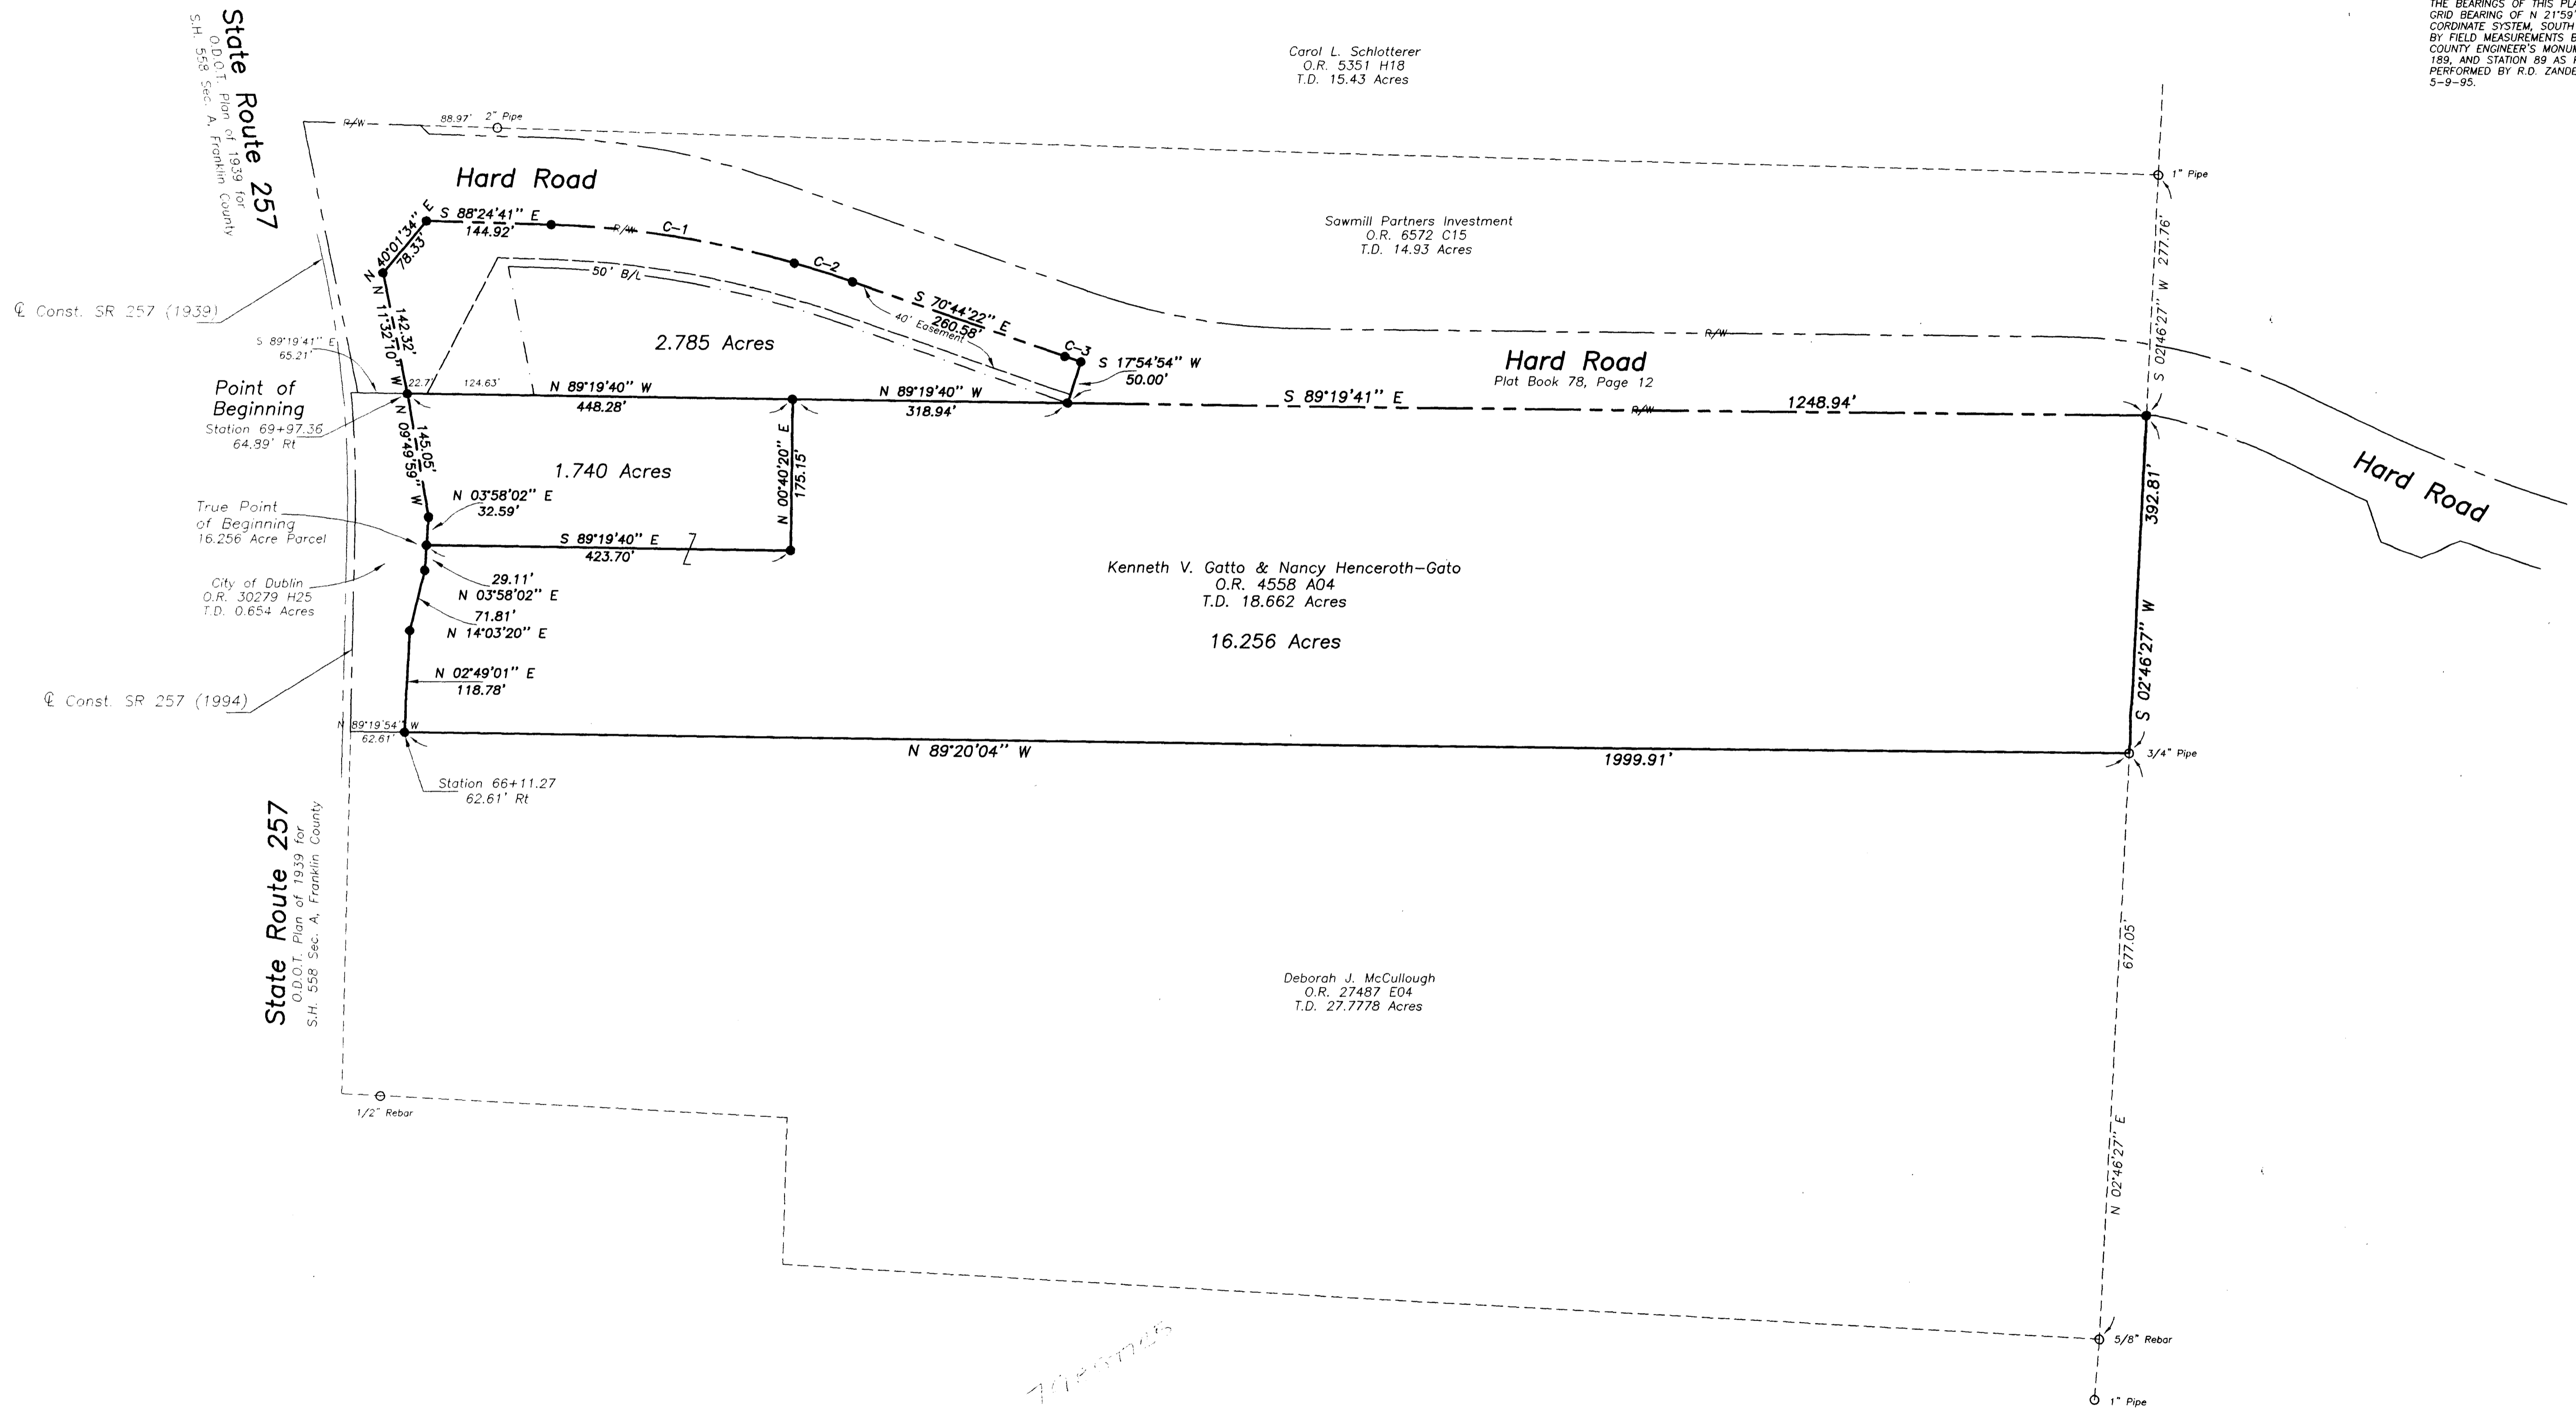 THE BEARINGS OF THIS
GRID BEARING OF N 21°59'
CORDINATE SYSTEM, SOUTH
BY FIELD MEASUREMENTS
COUNTY ENGINEER'S
189, AND STATION 89 AS
PERFORMED BY R.D.
5-9-95.
State Route 257
O.D.O.T. Plan of 1939 for
S.H. 558 Sec. A, Franklin County
Carol L. Schlotterer
O.R. 5351 H18
T.D. 15.43 Acres
R/W
88.97'
2" Pipe
1" Pipe
Hard Road
Sawmill Partners Investment
O.R. 6572 C15
T.D. 14.93 Acres
S 02°46'27" W 277.76'
N 40°01'34" E
78.33'
S 88°24'41" E
144.92'
R/W
C-1
C-2
50' B/L
S 70°44'22" E
260.58'
40' Easement
C-3
S 17°54'54" W
50.00'
℄ Const. SR 257 (1939)
N 11°32'10" W
142.32'
S 89°19'41" E
65.21'
2.785 Acres
R/W
Hard Road
Plat Book 78, Page 12
Point of
Beginning
Station 69+97.36
64.89' Rt
22.7'
124.63'
N 89°19'40" W
448.28'
N 89°19'40" W
318.94'
S 89°19'41" E
R/W
1248.94'
Hard Road
N 09°49'59" W
145.05'
1.740 Acres
N 00°40'20" E
175.15'
N 03°58'02" E
32.59'
True Point
of Beginning
16.256 Acre Parcel
S 89°19'40" E
423.70'
392.81'
S 02°46'27" W
City of Dublin
O.R. 30279 H25
T.D. 0.654 Acres
29.11'
N 03°58'02" E
71.81'
N 14°03'20" E
Kenneth V. Gatto & Nancy Henceroth-Gato
O.R. 4558 A04
T.D. 18.662 Acres
16.256 Acres
N 02°49'01" E
118.78'
℄ Const. SR 257 (1994)
N 89°19'54" W
62.61'
N 89°20'04" W
1999.91'
3/4" Pipe
Station 66+11.27
62.61' Rt
State Route 257
O.D.O.T. Plan of 1939 for
S.H. 558 Sec. A, Franklin County
677.05'
N 02°46'27" E
Deborah J. McCullough
O.R. 27487 E04
T.D. 27.7778 Acres
1/2" Rebar
5/8" Rebar
1" Pipe